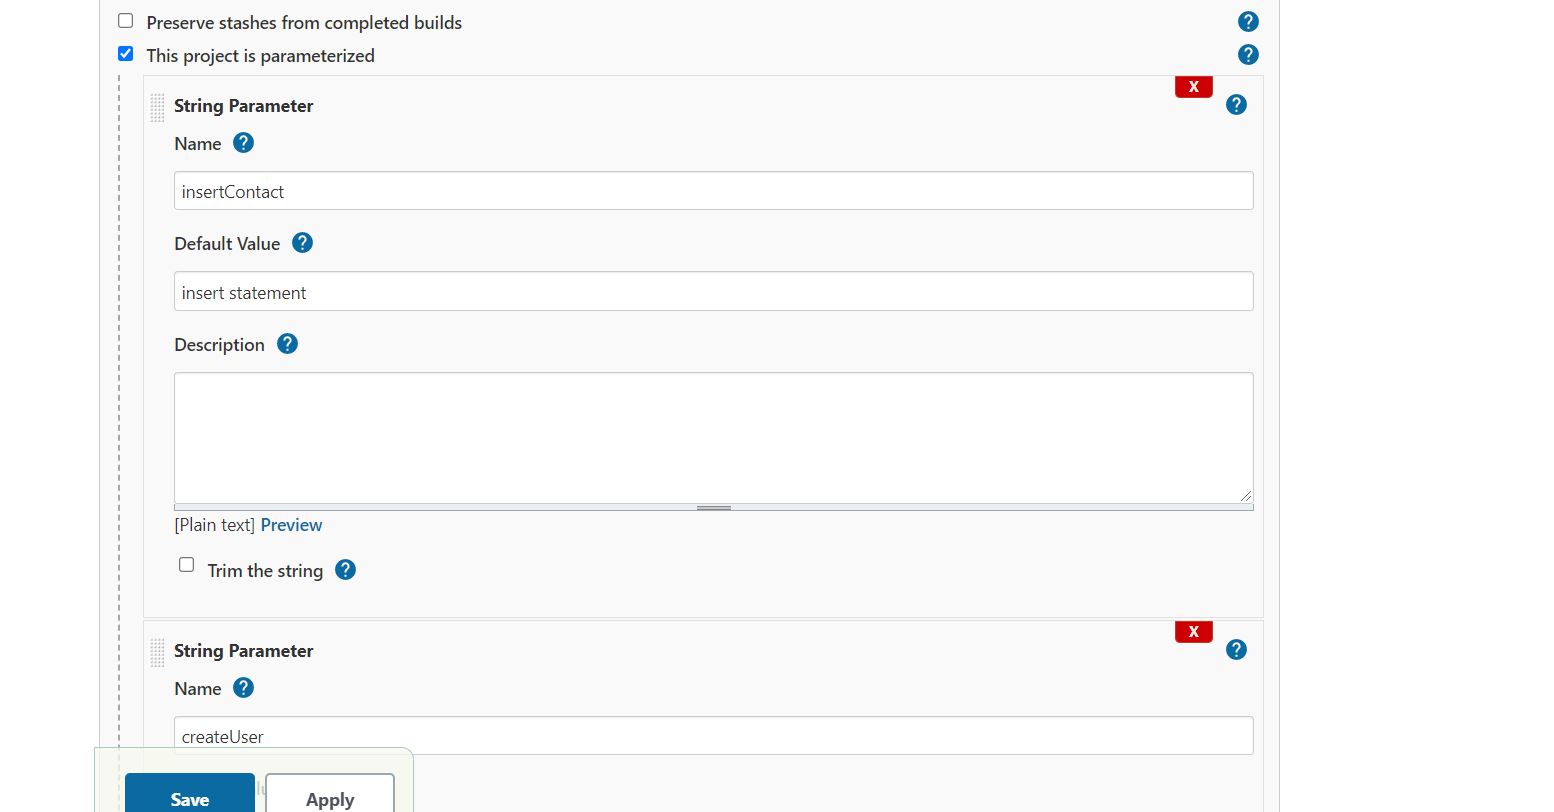 Preserve stashes from completed builds ?
This project is parameterized ?
X
String Parameter ?
Name ?
insertContact
Default Value ?
insert statement
Description ?
[Plain text] Preview
Trim the string ?
X
String Parameter ?
Name ?
createUser
Save Apply